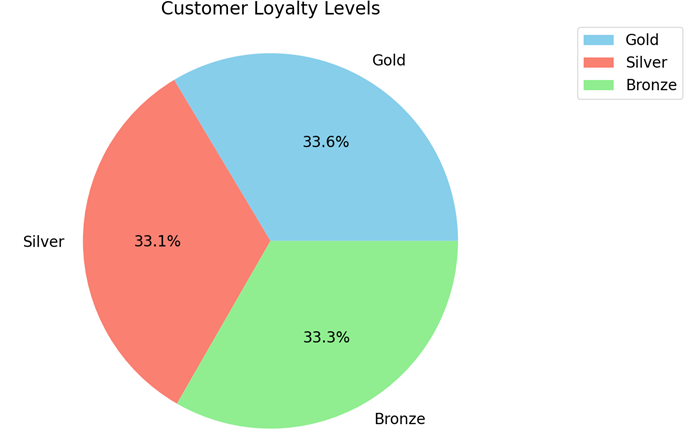 Customer Loyalty Levels
Gold
Silver
Bronze
Gold
33.6%
Silver
33.1%
33.3%
Bronze